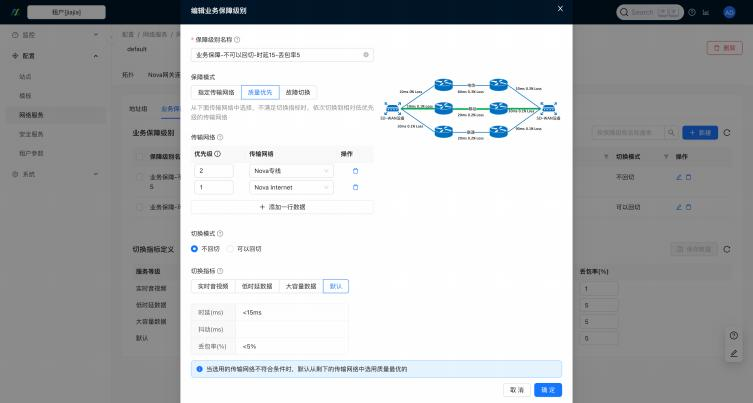 租户[jiajia]
Search
AD
监控
配置
站点
模板
网络服务
安全服务
租户参数
系统
配置 / 网络服务 /
default
删除
拓扑 Nova网关连
地址组
业务保障级别
按保障级别名称搜索
新建
保障级别
切换模式 操作
业务保障-不
5
不回切
业务保障-可
可以回切
切换指标定义
保存数据
服务等级
丢包率(%)
实时音视频
1
低时延数据
5
大容量数据
5
默认
5
编辑业务保障级别
* 保障级别名称
业务保障-不可以回切-时延15-丢包率5
保障模式
指定传输网络 质量优先 故障切换
从下面传输网络中选择，不满足切换指标时，依次切换到相对低优先
级的传输网络
传输网络
优先级 传输网络 操作
2 Nova专线
1 Nova Internet
添加一行数据
切换模式
不回切 可以回切
切换指标
实时音视频 低时延数据 大容量数据 默认
时延(ms) <15ms
抖动(ms)
丢包率(%) <5%
当选用的传输网络不符合条件时，默认从剩下的传输网络中选用质量最优的
取 消 确 定
SD-WAN设备
SD-WAN设备